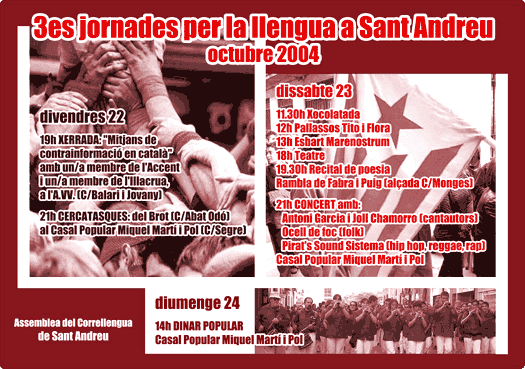 3es jornades per la llengua a Sant Andreu
octubre 2004
divendres 22
19h XERRADA: "Mitjans de
contrainformació en català"
amb un/a membre de l'Accent
i un/a membre de l'Illacrua,
a l'A.VV. (C/Balari i Jovany)
21h CERCATASQUES: del Brot (C/Abat Odó)
al Casal Popular Miquel Martí i Pol (C/Segre)
dissabte 23
11.30h Xocolatada
12h Pallassos Tito i Flora
13h Esbart Marenostrum
18h Teatre
19.30h Recital de poesia
Rambla de Fabra i Puig (alçada C/Monges)
21h CONCERT amb:
Antoni Garcia i Joll Chamorro (cantautors)
Ocell de foc (folk)
Pirat's Sound Sistema (hip hop, reggae, rap)
Casal Popular Miquel Martí i Pol
diumenge 24
14h DINAR POPULAR
Casal Popular Miquel Martí i Pol
Assemblea del Correllengua
de Sant Andreu